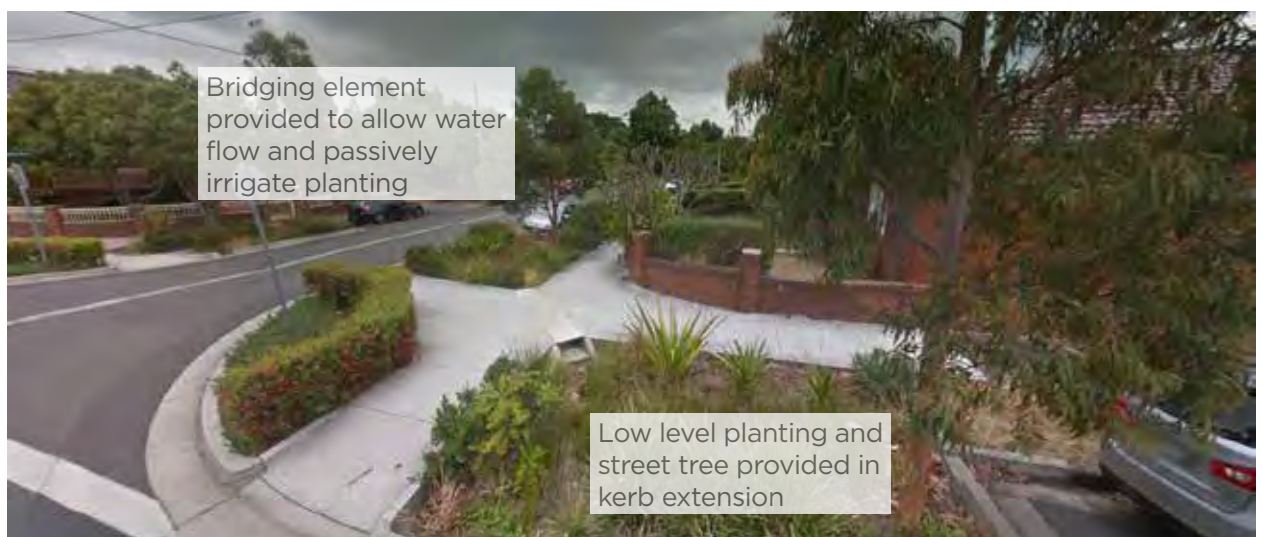 Bridging element
provided to allow water
flow and passively
irrigate planting
Low level planting and
street tree provided in
kerb extension